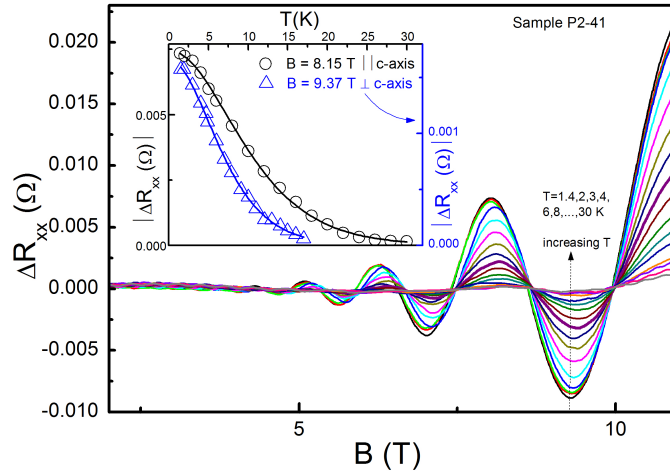 Sample P2-41
T(K)
0 5 10 15 20 25 30
B = 8.15 T ||c-axis
B = 9.37 T ⊥ c-axis
0.005
0.000
|ΔRxx (Ω)|
0.001
0.000
|ΔRxx (Ω)|
T=1.4,2,3,4,
6,8,...,30 K
increasing T
0.020
0.015
0.010
0.005
0.000
-0.005
-0.010
ΔRxx (Ω)
5 10
B (T)